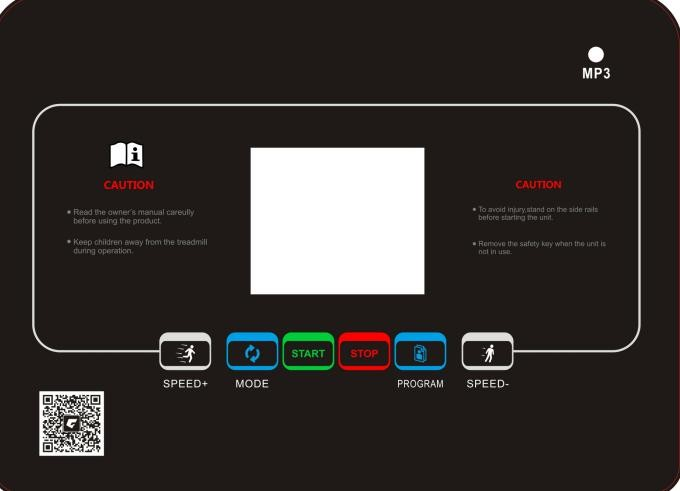 MP3
CAUTION
• Read the owner's manual careully
before using the product.
• Keep children away from the treadmill
during operation.
CAUTION
• To avoid injury,stand on the side rails
before starting the unit.
• Remove the safety key when the unit is
not in use.
START
STOP
SPEED+
MODE
PROGRAM
SPEED-